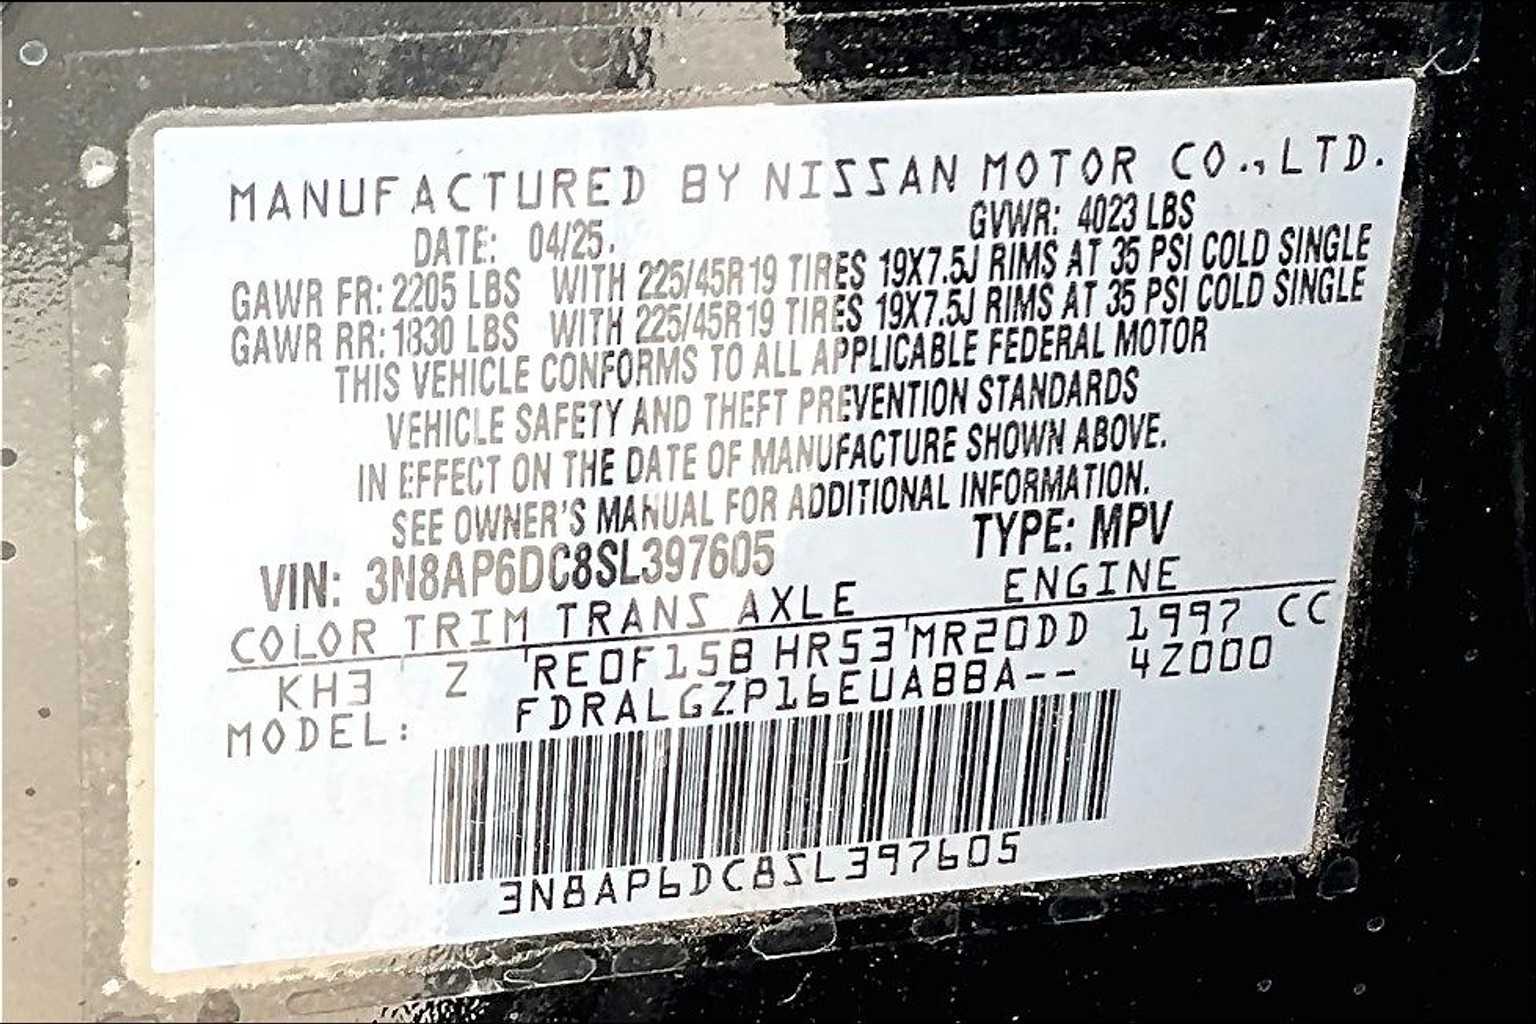 MANUFACTURED BY NISSAN MOTOR CO., LTD.
DATE: 04/25. GVWR: 4023 LBS
GAWR FR: 2205 LBS WITH 225/45R19 TIRES 19X7.5J RIMS AT 35 PSI COLD SINGLE
GAWR RR: 1830 LBS WITH 225/45R19 TIRES 19X7.5J RIMS AT 35 PSI COLD SINGLE
THIS VEHICLE CONFORMS TO ALL APPLICABLE FEDERAL MOTOR
VEHICLE SAFETY AND THEFT PREVENTION STANDARDS
IN EFFECT ON THE DATE OF MANUFACTURE SHOWN ABOVE.
SEE OWNER'S MANUAL FOR ADDITIONAL INFORMATION.
VIN: 3N8AP6DC8SL397605 TYPE: MPV
COLOR TRIM TRANS AXLE ENGINE
KH3 Z RE0F15B HR53 MR20DD 1997 CC
MODEL: FDRALGZP16EUABBA-- 4Z000
3N8AP6DC8SL397605